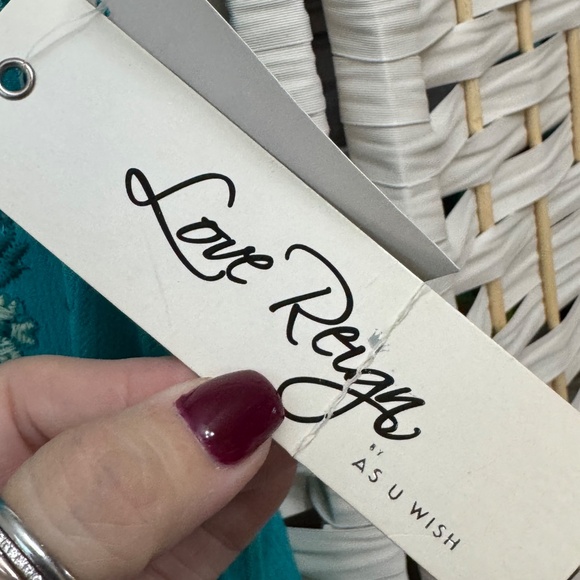 Love Reign
BY
AS U WISH